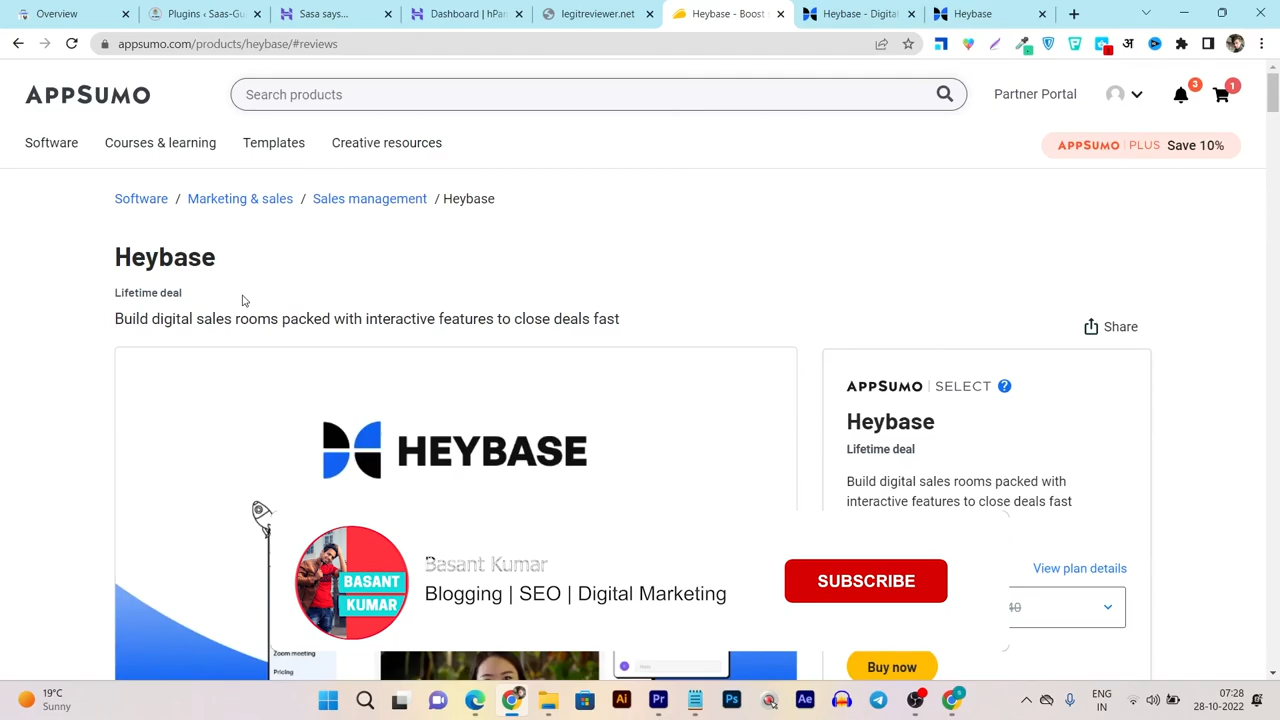 Plugins ‹ Saas-Gu
Sasa says...
Dashboard | hPan
legitreviewer.net
Heybase - Boost s
Heybase - Digital
Heybase
appsumo.com/products/heybase/#reviews
APPSUMO
Search products
Partner Portal
3
1
Software
Courses & learning
Templates
Creative resources
APPSUMO | PLUS Save 10%
Software / Marketing & sales / Sales management / Heybase
Heybase
Lifetime deal
Build digital sales rooms packed with interactive features to close deals fast
Share
HEYBASE
APPSUMO | SELECT ?
Heybase
Lifetime deal
Build digital sales rooms packed with
interactive features to close deals fast
View plan details
Buy now
BASANT
KUMAR
Basant Kumar
Blogging | SEO | Digital Marketing
SUBSCRIBE
Zoom meeting
Pricing
19°C
Sunny
ENG
IN
07:28
28-10-2022